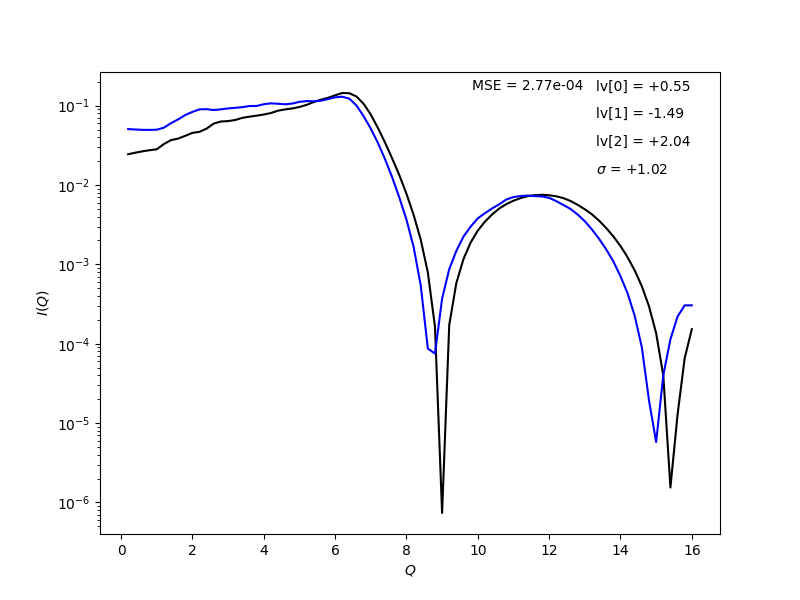 MSE = 2.77e-04
lv[0] = +0.55
lv[1] = -1.49
lv[2] = +2.04
σ = +1.02
10⁻¹
10⁻²
10⁻³
10⁻⁴
10⁻⁵
10⁻⁶
I(Q)
0 2 4 6 8 10 12 14 16
Q